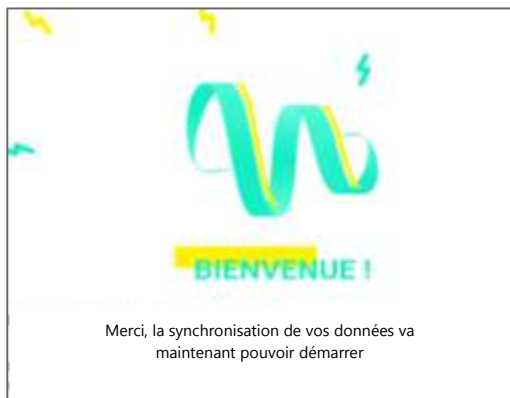 BIENVENUE !
Merci, la synchronisation de vos données va
maintenant pouvoir démarrer